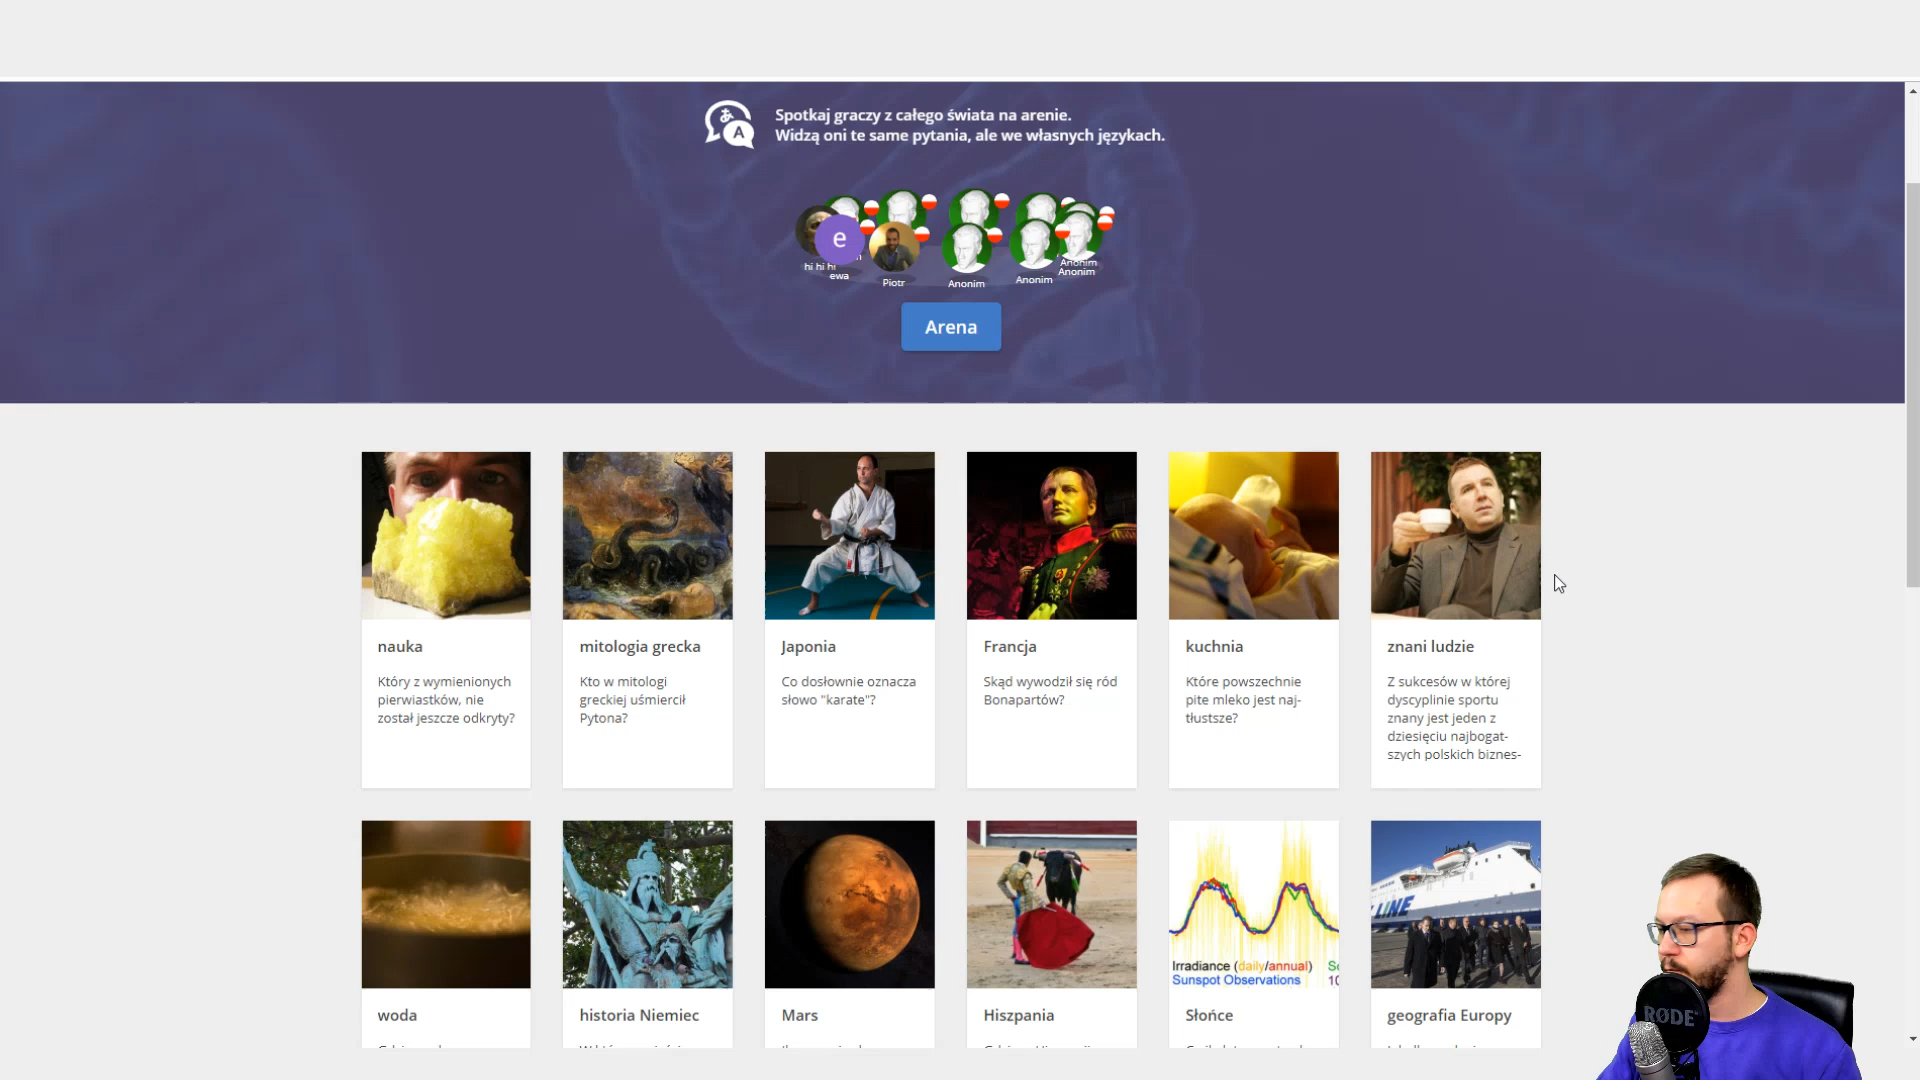 Spotkaj graczy z całego świata na arenie.
Widzą oni te same pytania, ale we własnych językach.
A
e
hi hi hi
ewa
Piotr
Anonim
Anonim
Anonim
Anonim
Arena
nauka
Który z wymienionych
pierwiastków, nie
został jeszcze odkryty?
mitologia grecka
Kto w mitologi
greckiej uśmiercił
Pytona?
Japonia
Co dosłownie oznacza
słowo "karate"?
Francja
Skąd wywodził się ród
Bonapartów?
kuchnia
Które powszechnie
pite mleko jest naj-
tłustsze?
znani ludzie
Z sukcesów w której
dyscyplinie sportu
znany jest jeden z
dziesięciu najbogat-
szych polskich biznes-
LINE
Irradiance (daily/annual)
Sunspot Observations
10
woda
historia Niemiec
Mars
Hiszpania
Słońce
geografia Europy
RØDE